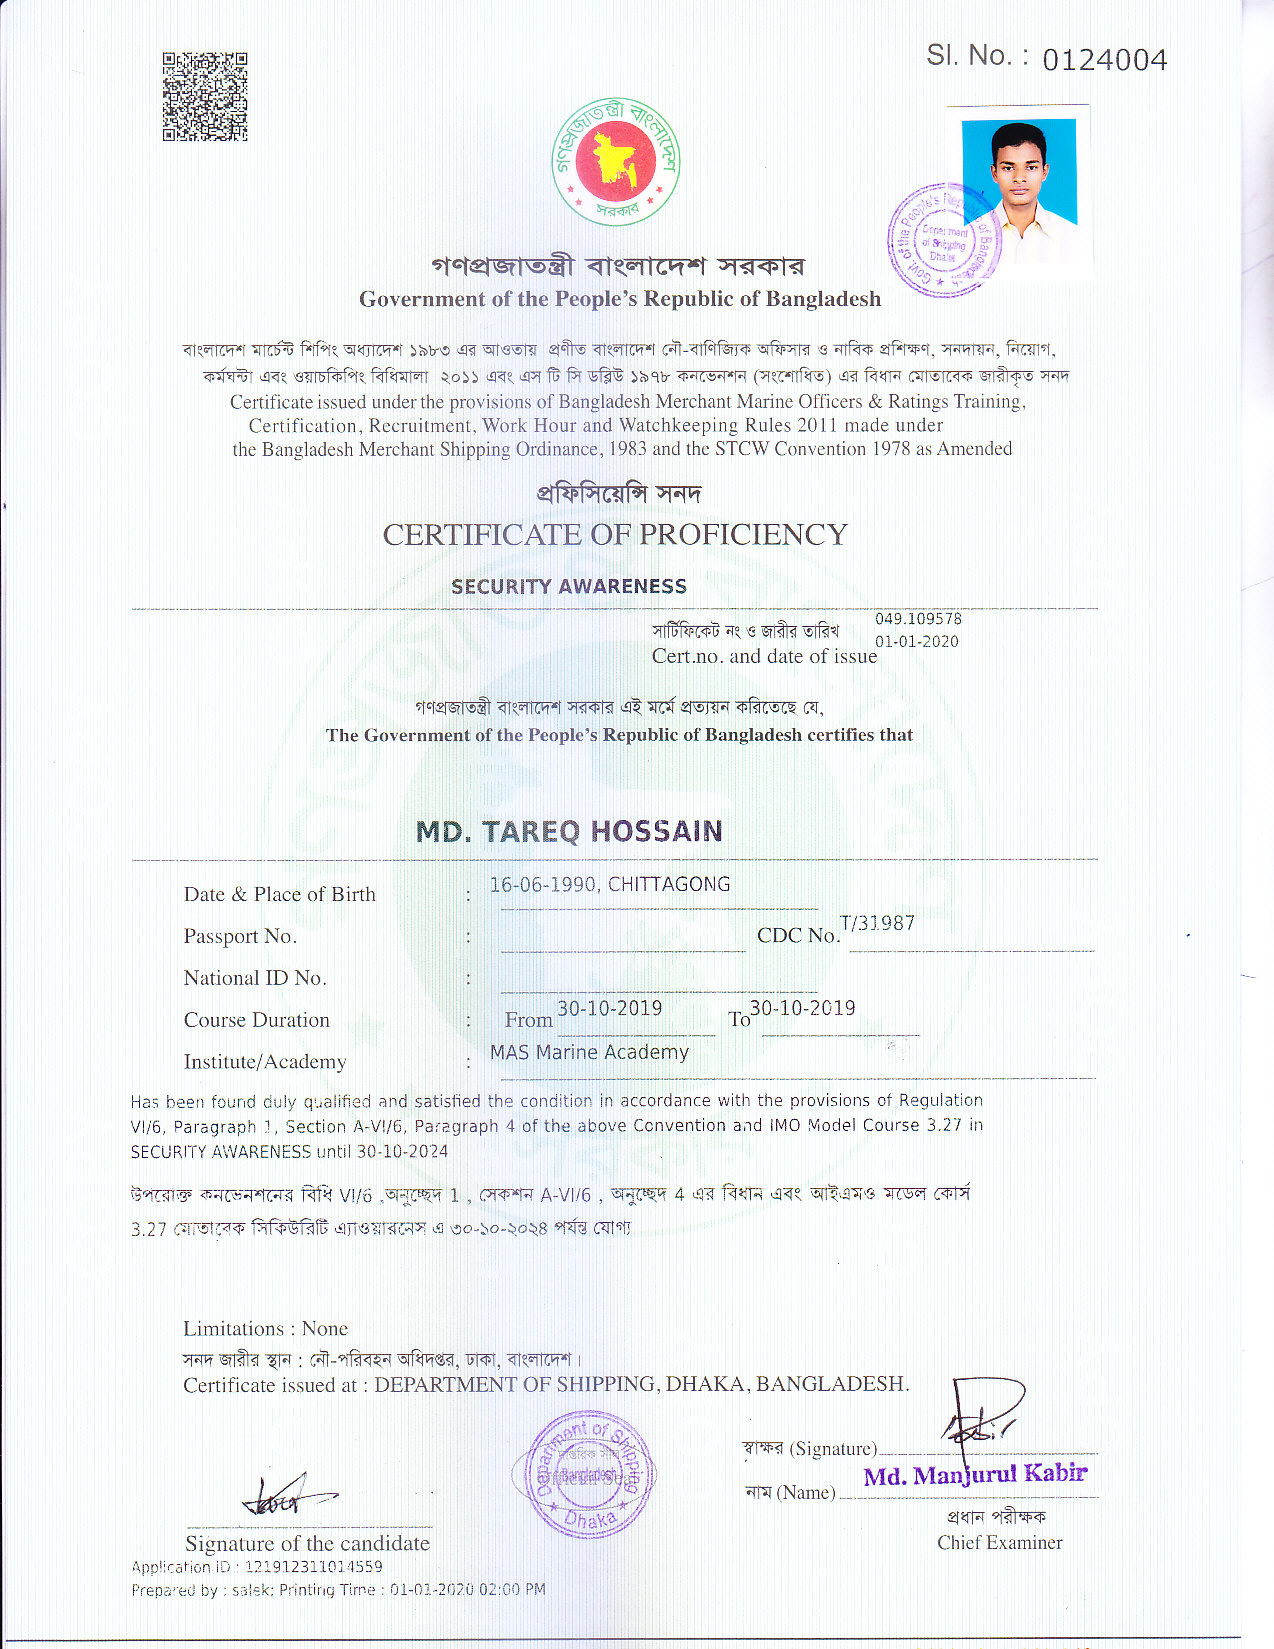 Sl. No. : 0124004
গণপ্রজাতন্ত্রী বাংলাদেশ
সরকার
Govt. of the People's Republic of Bangladesh
Department
of Shipping
Dhaka
গণপ্রজাতন্ত্রী বাংলাদেশ সরকার
Government of the People's Republic of Bangladesh
বাংলাদেশ মার্চেন্ট শিপিং অধ্যাদেশ ১৯৮৩ এর আওতায় প্রণীত বাংলাদেশ নৌ-বাণিজ্যিক অফিসার ও নাবিক প্রশিক্ষণ, সনদায়ন, নিয়োগ,
কর্মঘন্টা এবং ওয়াচকিপিং বিধিমালা ২০১১ এবং এস টি সি ডব্লিউ ১৯৭৮ কনভেনশন (সংশোধিত) এর বিধান মোতাবেক জারীকৃত সনদ
Certificate issued under the provisions of Bangladesh Merchant Marine Officers & Ratings Training,
Certification, Recruitment, Work Hour and Watchkeeping Rules 2011 made under
the Bangladesh Merchant Shipping Ordinance, 1983 and the STCW Convention 1978 as Amended
প্রফিসিয়েন্সি সনদ
CERTIFICATE OF PROFICIENCY
SECURITY AWARENESS
সার্টিফিকেট নং ও জারীর তারিখ 049.109578
Cert.no. and date of issue 01-01-2020
গণপ্রজাতন্ত্রী বাংলাদেশ সরকার এই মর্মে প্রত্যয়ন করিতেছে যে,
The Government of the People's Republic of Bangladesh certifies that
MD. TAREQ HOSSAIN
Date & Place of Birth : 16-06-1990, CHITTAGONG
Passport No. : CDC No. T/31987
National ID No. :
Course Duration : From 30-10-2019 To 30-10-2019
Institute/Academy : MAS Marine Academy
Has been found duly qualified and satisfied the condition in accordance with the provisions of Regulation
VI/6, Paragraph 1, Section A-VI/6, Paragraph 4 of the above Convention and IMO Model Course 3.27 in
SECURITY AWARENESS until 30-10-2024
উপরোক্ত কনভেনশনের বিধি VI/6 ,অনুচ্ছেদ 1 , সেকশন A-VI/6 , অনুচ্ছেদ 4 এর বিধান এবং আইএমও মডেল কোর্স
3.27 মোতাবেক সিকিউরিটি এ্যাওয়ারনেস এ ৩০-১০-২০২৪ পর্যন্ত যোগ্য
Limitations : None
সনদ জারীর স্থান : নৌ-পরিবহন অধিদপ্তর, ঢাকা, বাংলাদেশ।
Certificate issued at : DEPARTMENT OF SHIPPING, DHAKA, BANGLADESH.
Department of Shipping
Bangladesh
Dhaka
স্বাক্ষর (Signature)
Md. Manjurul Kabir
নাম (Name)
প্রধান পরীক্ষক
Chief Examiner
Signature of the candidate
Application ID : 121912311014559
Prepared by : salek; Printing Time : 01-01-2020 02:00 PM